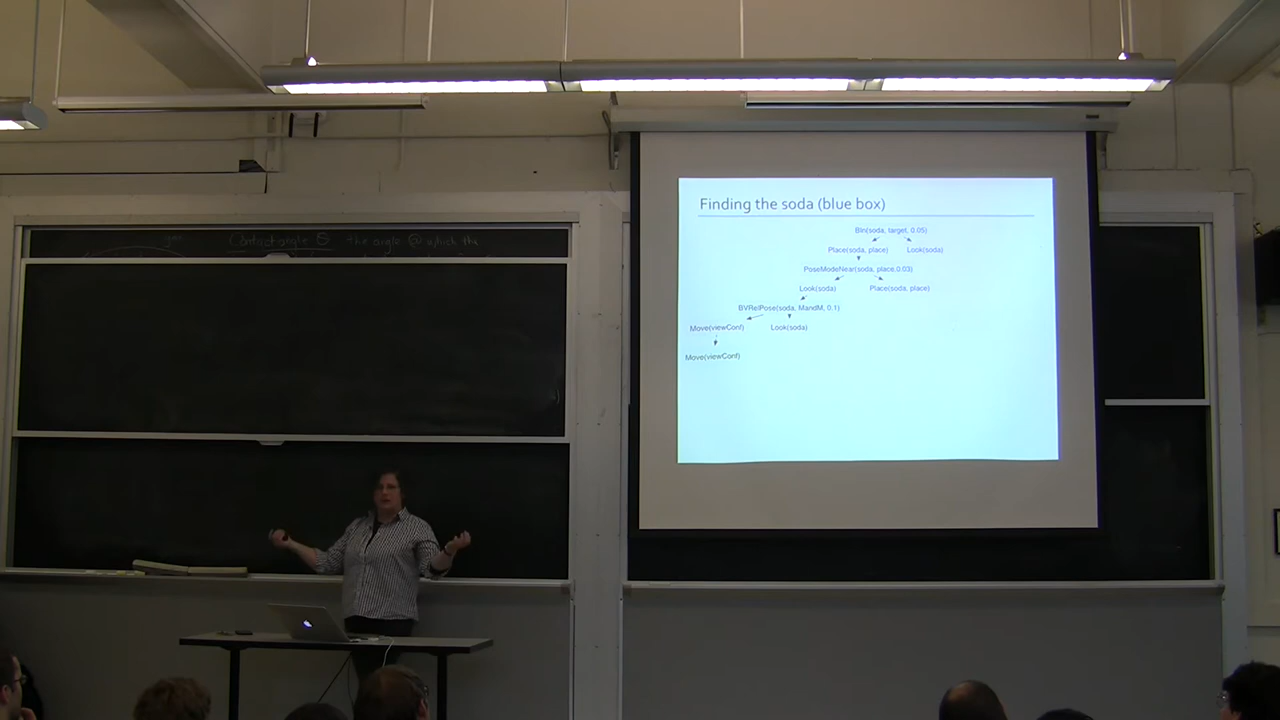 Contact angle θ the angle @ which the
Finding the soda (blue box)
BIn(soda, target, 0.05)
Place(soda, place) Look(soda)
PoseModeNear(soda, place,0.03)
Look(soda) Place(soda, place)
BVRelPose(soda, MandM, 0.1)
Move(viewConf) Look(soda)
Move(viewConf)